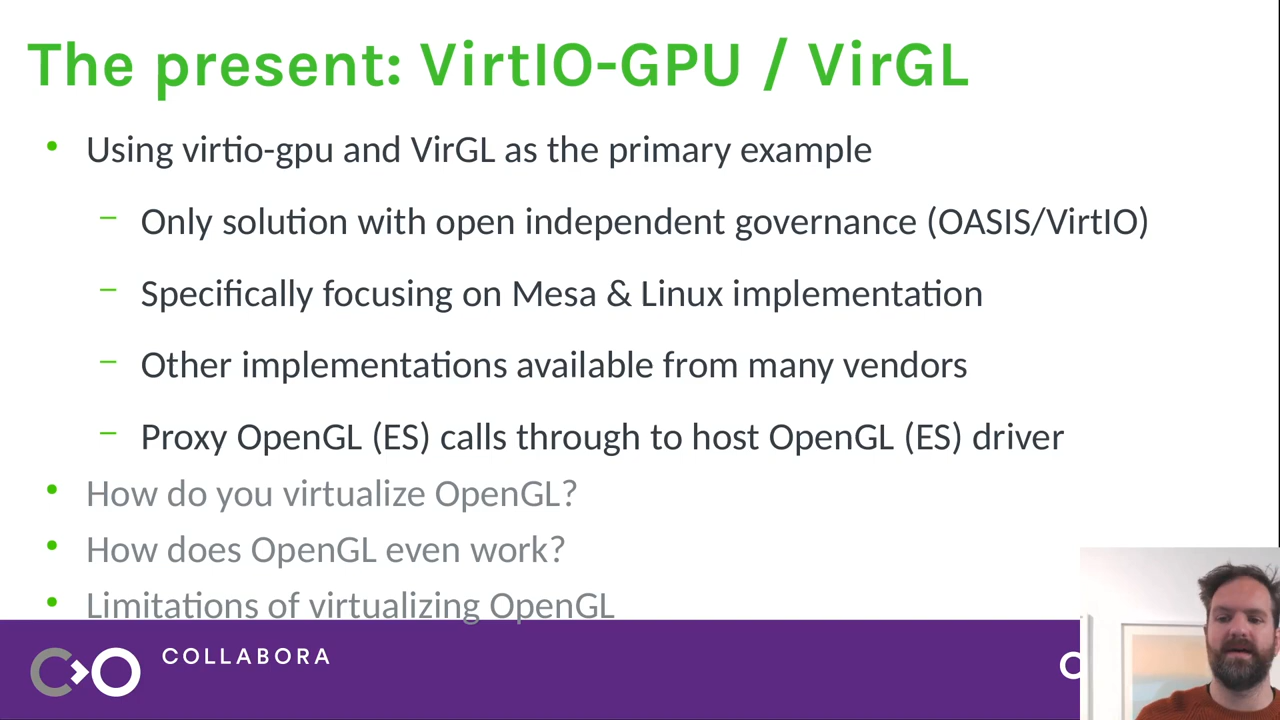 The present: VirtIO-GPU / VirGL
• Using virtio-gpu and VirGL as the primary example
– Only solution with open independent governance (OASIS/VirtIO)
– Specifically focusing on Mesa & Linux implementation
– Other implementations available from many vendors
– Proxy OpenGL (ES) calls through to host OpenGL (ES) driver
• How do you virtualize OpenGL?
• How does OpenGL even work?
• Limitations of virtualizing OpenGL
COLLABORA